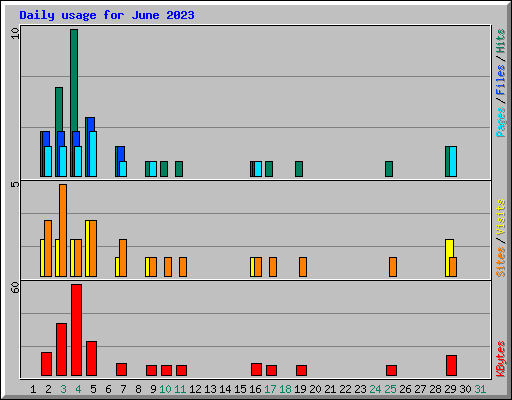 Daily usage for June 2023
10
Pages / Files / Hits
5
Sites / Visits
60
KBytes
1 2 3 4 5 6 7 8 9 10 11 12 13 14 15 16 17 18 19 20 21 22 23 24 25 26 27 28 29 30 31